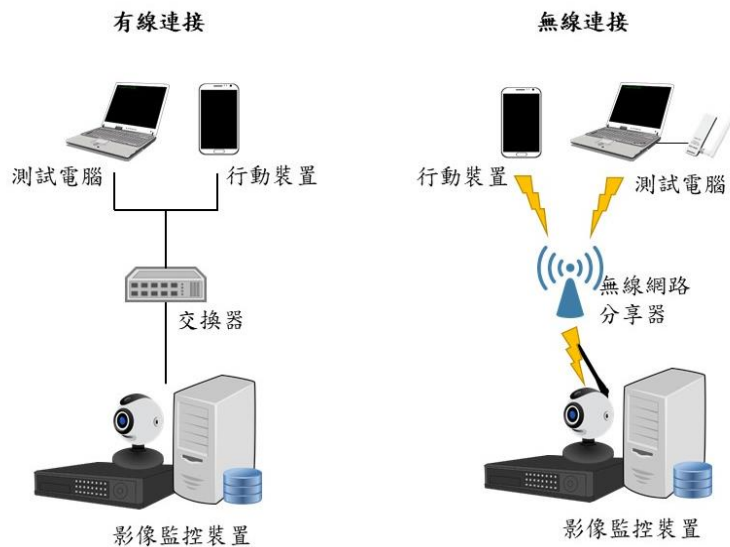 有線連接
無線連接
測試電腦
行動裝置
交換器
影像監控裝置
行動裝置
測試電腦
無線網路
分享器
影像監控裝置